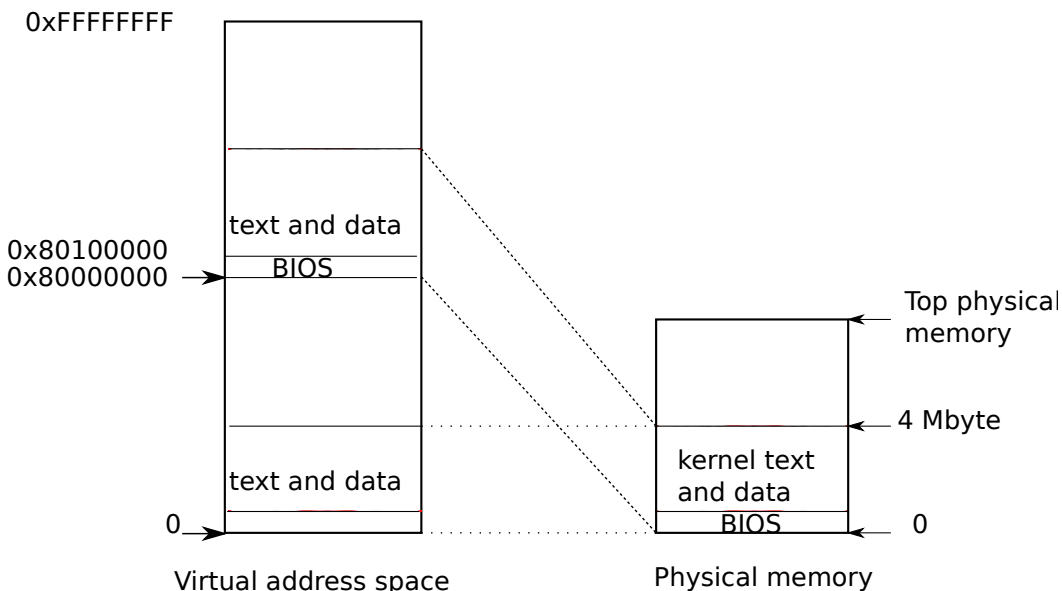 0xFFFFFFFF
text and data
0x80100000
BIOS
0x80000000
text and data
0
Virtual address space
Top physical
memory
4 Mbyte
kernel text
and data
BIOS
0
Physical memory